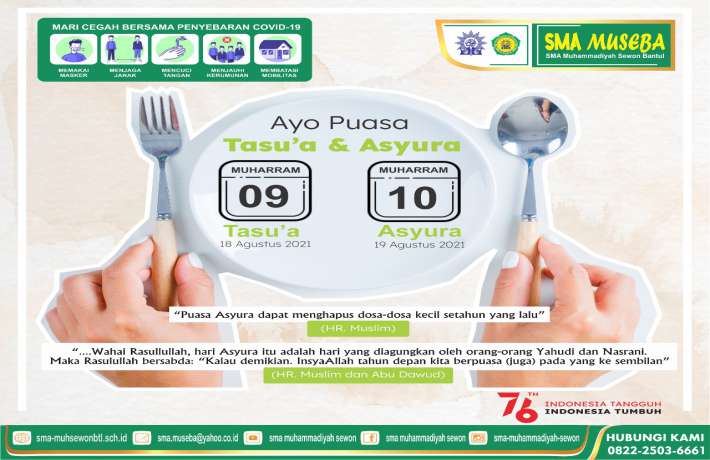 MARI CEGAH BERSAMA PENYEBARAN COVID-19
MEMAKAI MASKER
MENJAGA JARAK
MENCUCI TANGAN
MENJAUHI KERUMUNAN
MEMBATASI MOBILITAS
SMA MUSEBA
SMA Muhammadiyah Sewon Bantul
Ayo Puasa
Tasu'a & Asyura
MUHARRAM
09
Tasu'a
18 Agustus 2021
MUHARRAM
10
Asyura
19 Agustus 2021
“Puasa Asyura dapat menghapus dosa-dosa kecil setahun yang lalu”
(HR. Muslim)
“....Wahai Rasullullah, hari Asyura itu adalah hari yang diagungkan oleh orang-orang Yahudi dan Nasrani.
Maka Rasulullah bersabda: “Kalau demikian. InsyaAllah tahun depan kita berpuasa (juga) pada yang ke sembilan”
(HR. Muslim dan Abu Dawud)
76TH
INDONESIA TANGGUH
INDONESIA TUMBUH
sma-muhsewonbtl.sch.id
sma.museba@yahoo.co.id
sma muhammadiyah sewon
sma muhammadiyah sewon
sma-muhammadiyah-sewon
HUBUNGI KAMI
0822-2503-6661